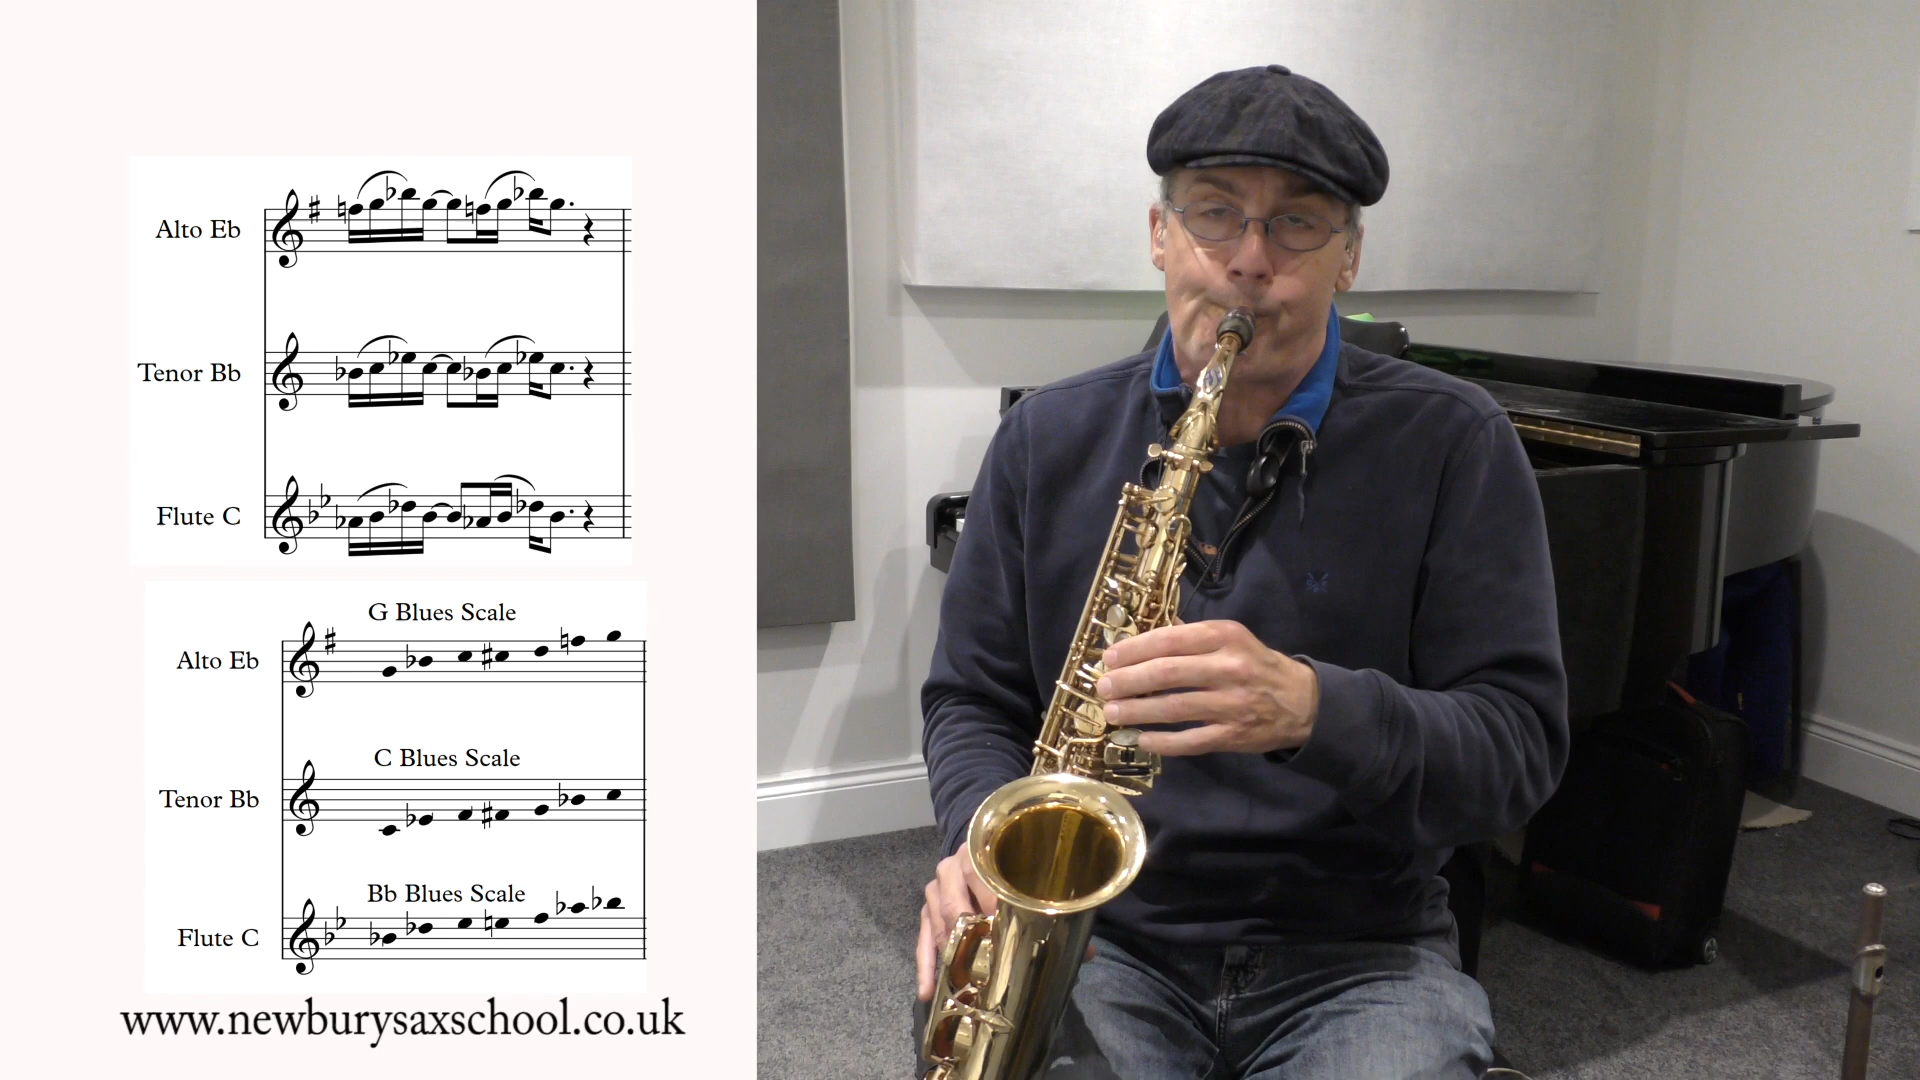 Alto Eb
Tenor Bb
Flute C
G Blues Scale
Alto Eb
C Blues Scale
Tenor Bb
Bb Blues Scale
Flute C
www.newburysaxschool.co.uk